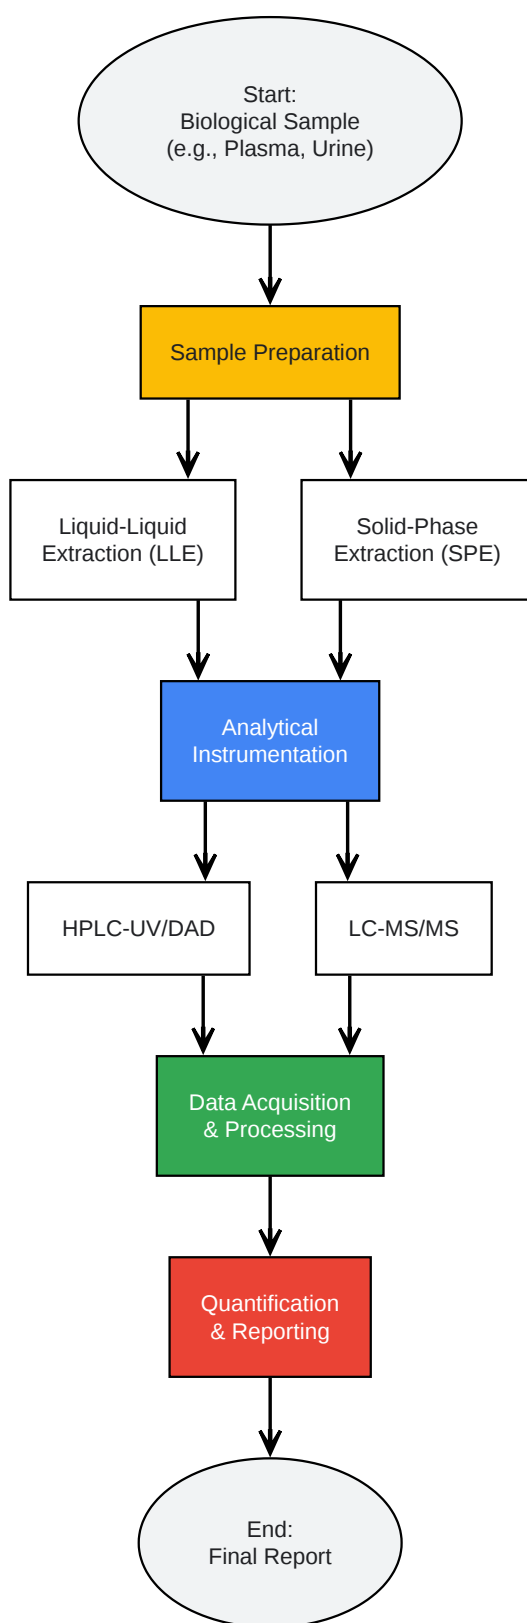 Start:
Biological Sample
(e.g., Plasma, Urine)
Sample Preparation
Liquid-Liquid
Extraction (LLE)
Solid-Phase
Extraction (SPE)
Analytical
Instrumentation
HPLC-UV/DAD
LC-MS/MS
Data Acquisition
& Processing
Quantification
& Reporting
End:
Final Report